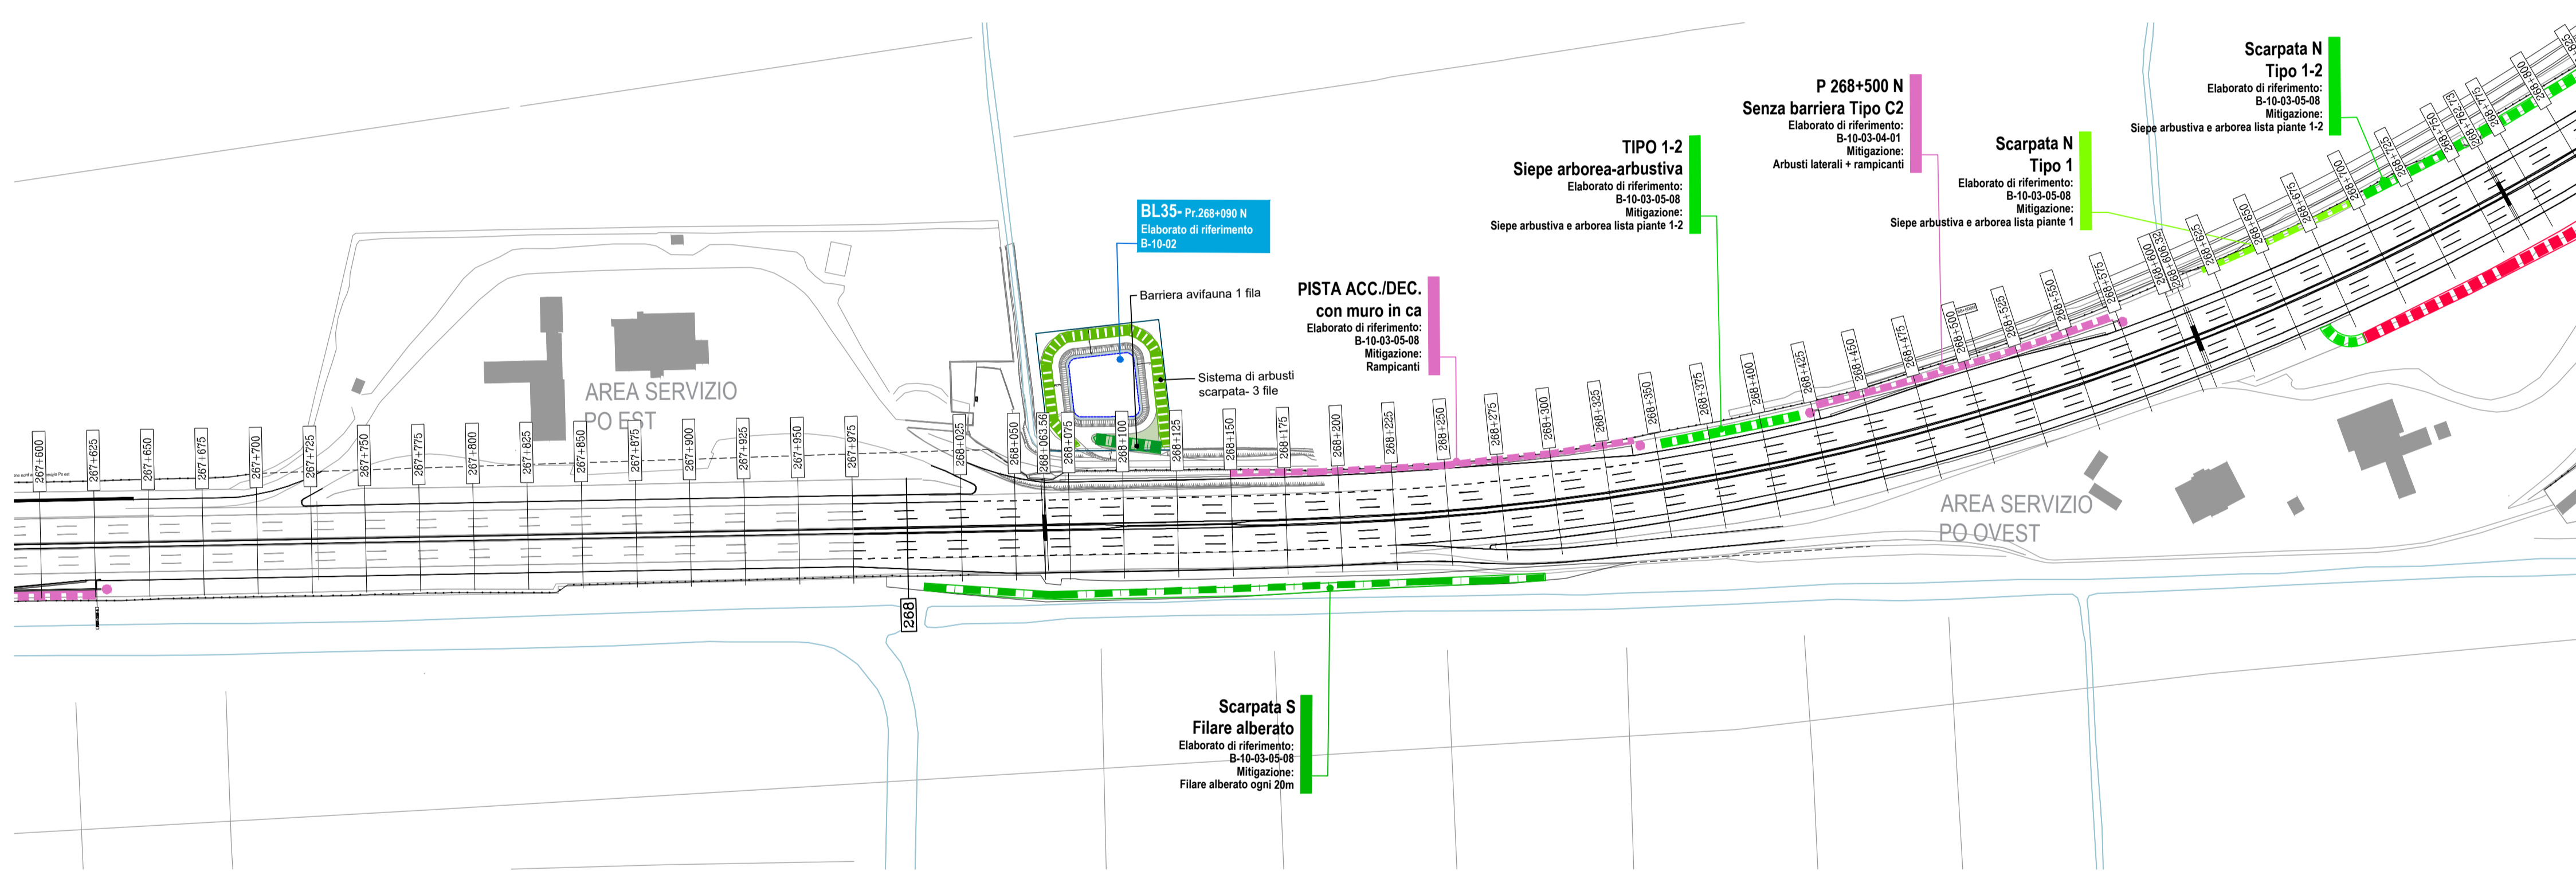 Scarpata N
Tipo 1-2
Elaborato di riferimento:
B-10-03-05-08
Mitigazione:
Siepe arbustiva e arborea lista piante 1-2
P 268+500 N
Senza barriera Tipo C2
Elaborato di riferimento:
B-10-03-04-01
Mitigazione:
Arbusti laterali + rampicanti
Scarpata N
Tipo 1
Elaborato di riferimento:
B-10-03-05-08
Mitigazione:
Siepe arbustiva e arborea lista piante 1
TIPO 1-2
Siepe arborea-arbustiva
Elaborato di riferimento:
B-10-03-05-08
Mitigazione:
Siepe arbustiva e arborea lista piante 1-2
BL35- Pr.268+090 N
Elaborato di riferimento
B-10-02
Barriera avifauna 1 fila
Sistema di arbusti
scarpata- 3 file
PISTA ACC./DEC.
con muro in ca
Elaborato di riferimento:
B-10-03-05-08
Mitigazione:
Rampicanti
AREA SERVIZIO
PO EST
AREA SERVIZIO
PO OVEST
267+600
267+625
267+650
267+675
267+700
267+725
267+750
267+775
267+800
267+825
267+850
267+875
267+900
267+925
267+950
267+975
268
268+025
268+050
268+063.56
268+075
268+100
268+125
268+150
268+175
268+200
268+225
268+250
268+275
268+300
268+325
268+350
268+375
268+400
268+425
268+450
268+475
268+500
268+525
268+550
268+575
268+600
268+606.32
268+625
268+650
268+675
268+700
268+725
268+750
268+762.73
268+775
268+800
268+825
Scarpata S
Filare alberato
Elaborato di riferimento:
B-10-03-05-08
Mitigazione:
Filare alberato ogni 20m